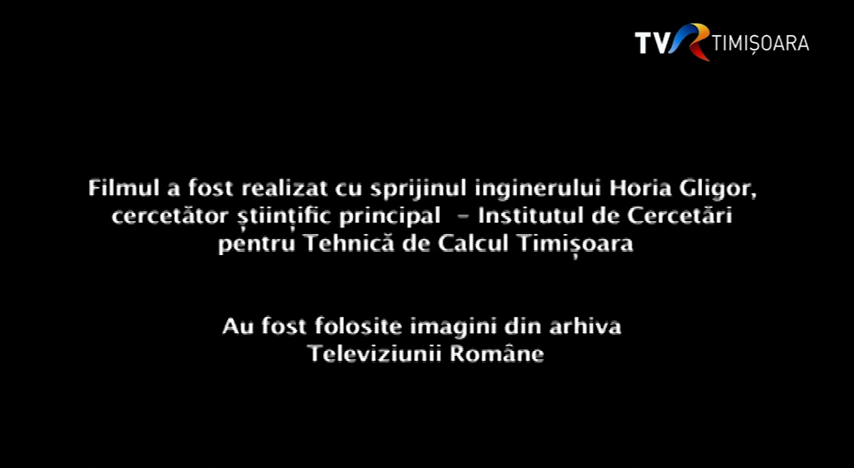 TVR TIMIȘOARA
Filmul a fost realizat cu sprijinul inginerului Horia Gligor,
cercetător științific principal – Institutul de Cercetări
pentru Tehnică de Calcul Timișoara
Au fost folosite imagini din arhiva
Televiziunii Române